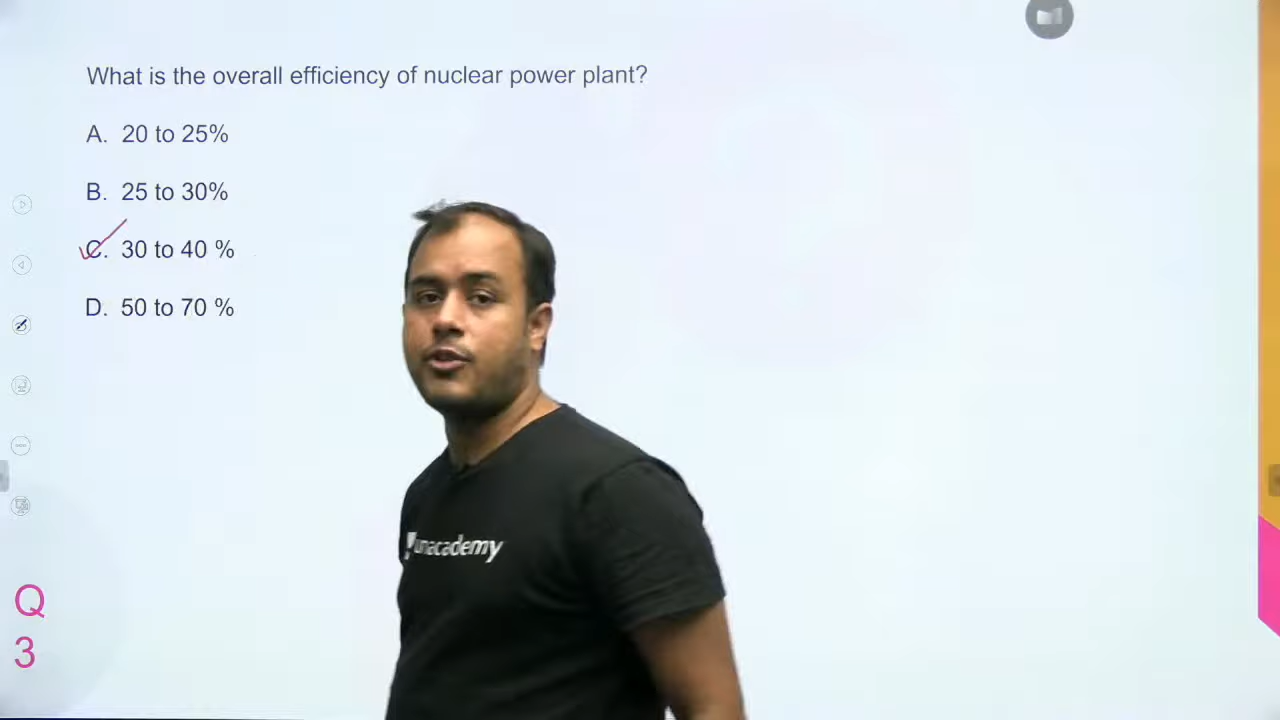 What is the overall efficiency of nuclear power plant?
A. 20 to 25%
B. 25 to 30%
C. 30 to 40 %
D. 50 to 70 %
unacademy
Q
3